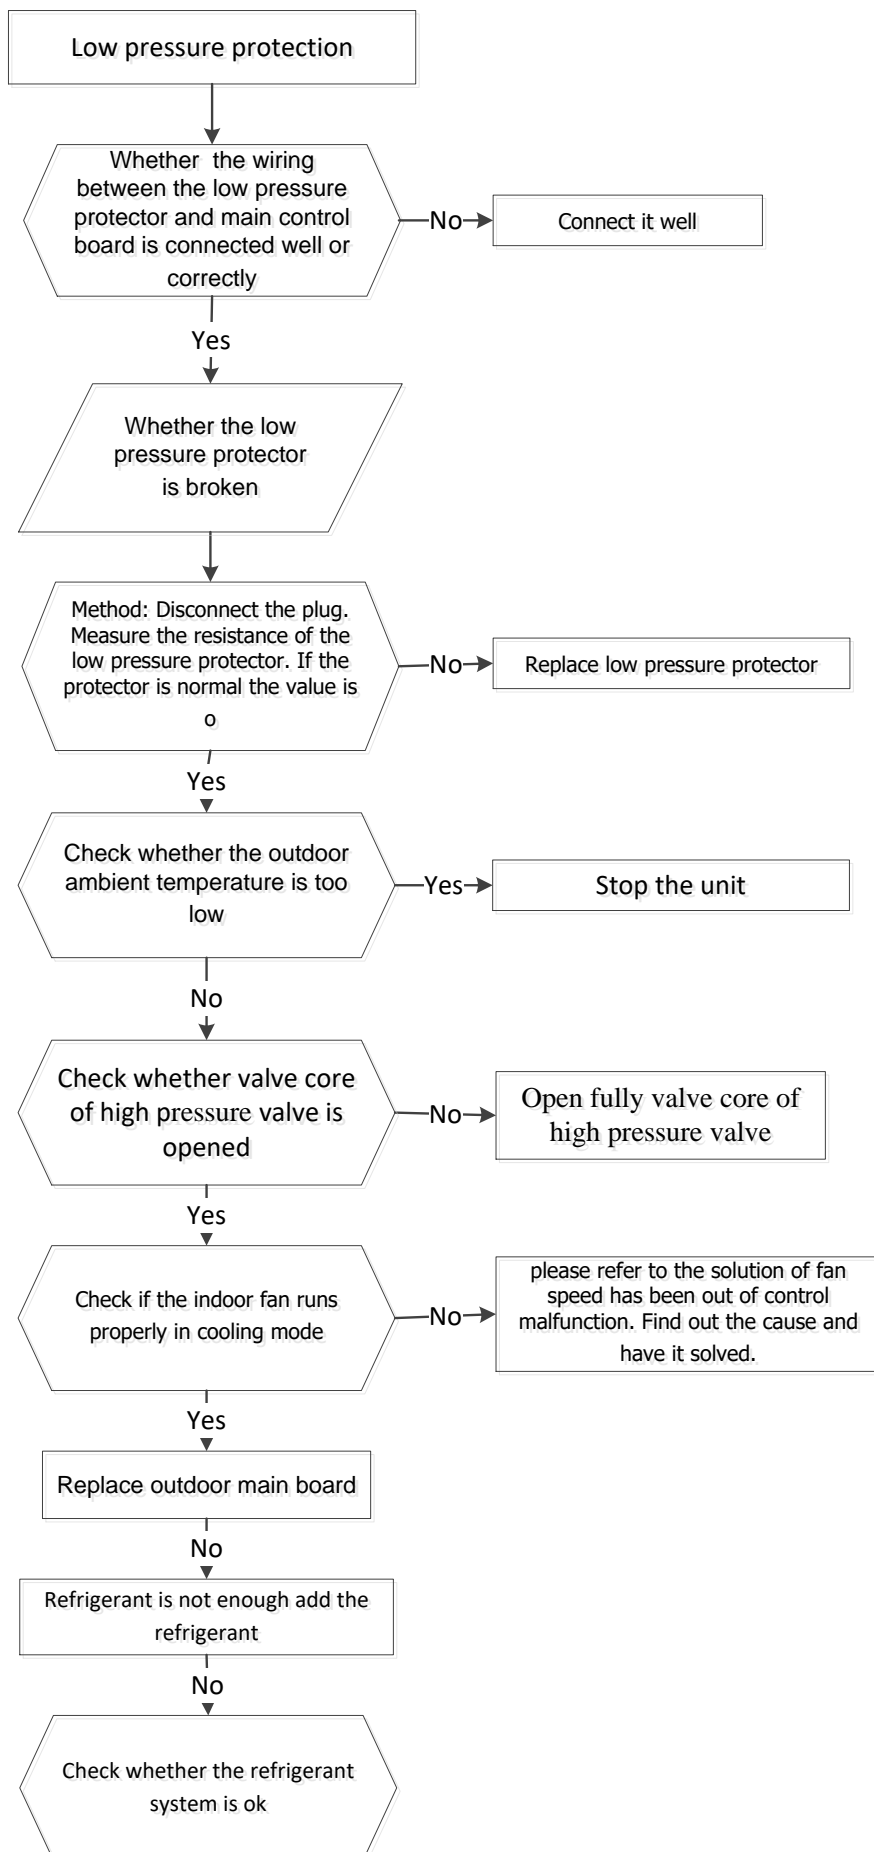 Low pressure protection
Whether the wiring
between the low pressure
protector and main control
board is connected well or
correctly
No
Connect it well
Yes
Whether the low
pressure protector
is broken
Method: Disconnect the plug.
Measure the resistance of the
low pressure protector. If the
protector is normal the value is
o
No
Replace low pressure protector
Yes
Check whether the outdoor
ambient temperature is too
low
Yes
Stop the unit
No
Check whether valve core
of high pressure valve is
opened
No
Open fully valve core of
high pressure valve
Yes
Check if the indoor fan runs
properly in cooling mode
No
please refer to the solution of fan
speed has been out of control
malfunction. Find out the cause and
have it solved.
Yes
Replace outdoor main board
No
Refrigerant is not enough add the
refrigerant
No
Check whether the refrigerant
system is ok